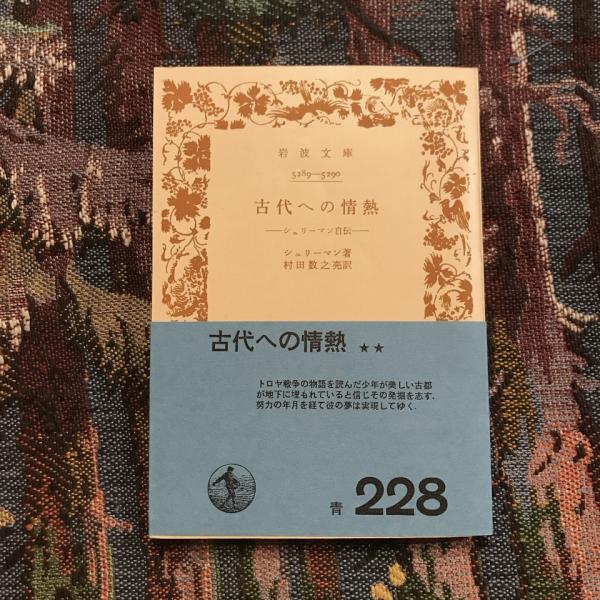 岩波文庫
5289—5290
古代への情熱
—シュリーマン自伝—
シュリーマン著
村田数之亮訳
古代への情熱 ★★
トロヤ戦争の物語を読んだ少年が美しい古都
が地下に埋もれていると信じその発掘を志す、
努力の年月を経て彼の夢は実現してゆく.
青 228